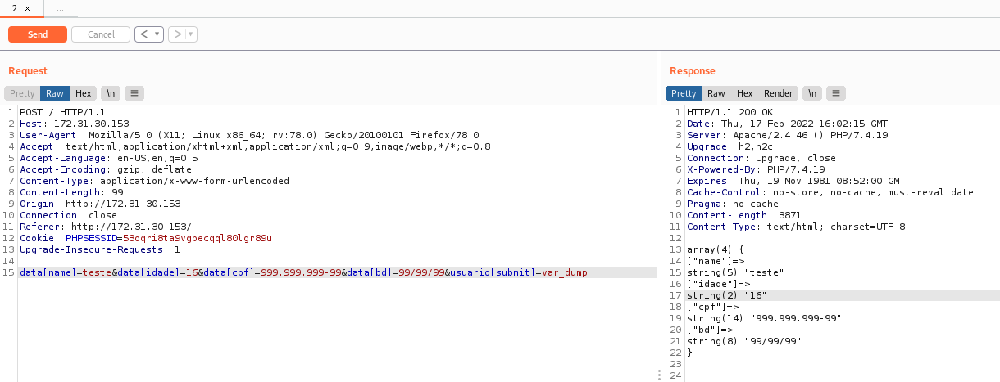 2 × ...
Send Cancel < ▼ > ▼
Request
Pretty Raw Hex \n ≡
1 POST / HTTP/1.1
2 Host: 172.31.30.153
3 User-Agent: Mozilla/5.0 (X11; Linux x86_64; rv:78.0) Gecko/20100101 Firefox/78.0
4 Accept: text/html,application/xhtml+xml,application/xml;q=0.9,image/webp,*/*;q=0.8
5 Accept-Language: en-US,en;q=0.5
6 Accept-Encoding: gzip, deflate
7 Content-Type: application/x-www-form-urlencoded
8 Content-Length: 99
9 Origin: http://172.31.30.153
10 Connection: close
11 Referer: http://172.31.30.153/
12 Cookie: PHPSESSID=53oqri8ta9vgpecqql80lgr89u
13 Upgrade-Insecure-Requests: 1
14
15 data[name]=teste&data[idade]=16&data[cpf]=999.999.999-99&data[bd]=99/99/99&usuario[submit]=var_dump
Response
Pretty Raw Hex Render \n ≡
1 HTTP/1.1 200 OK
2 Date: Thu, 17 Feb 2022 16:02:15 GMT
3 Server: Apache/2.4.46 () PHP/7.4.19
4 Upgrade: h2,h2c
5 Connection: Upgrade, close
6 X-Powered-By: PHP/7.4.19
7 Expires: Thu, 19 Nov 1981 08:52:00 GMT
8 Cache-Control: no-store, no-cache, must-revalidate
9 Pragma: no-cache
10 Content-Length: 3871
11 Content-Type: text/html; charset=UTF-8
12
13 array(4) {
14 ["name"]=>
15 string(5) "teste"
16 ["idade"]=>
17 string(2) "16"
18 ["cpf"]=>
19 string(14) "999.999.999-99"
20 ["bd"]=>
21 string(8) "99/99/99"
22 }
23
24